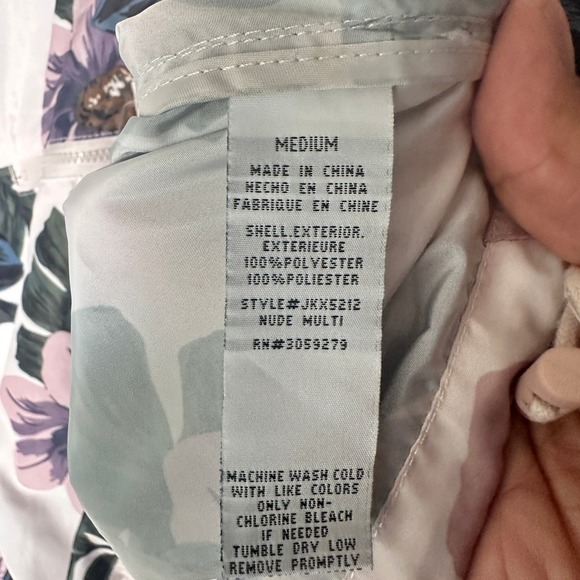 MEDIUM
MADE IN CHINA
HECHO EN CHINA
FABRIQUE EN CHINE
SHELL.EXTERIOR.
EXTERIEURE
100%POLYESTER
100%POLIESTER
STYLE#JKX5212
NUDE MULTI
RN#3059279
MACHINE WASH COLD
WITH LIKE COLORS
ONLY NON-
CHLORINE BLEACH
IF NEEDED
TUMBLE DRY LOW
REMOVE PROMPTLY